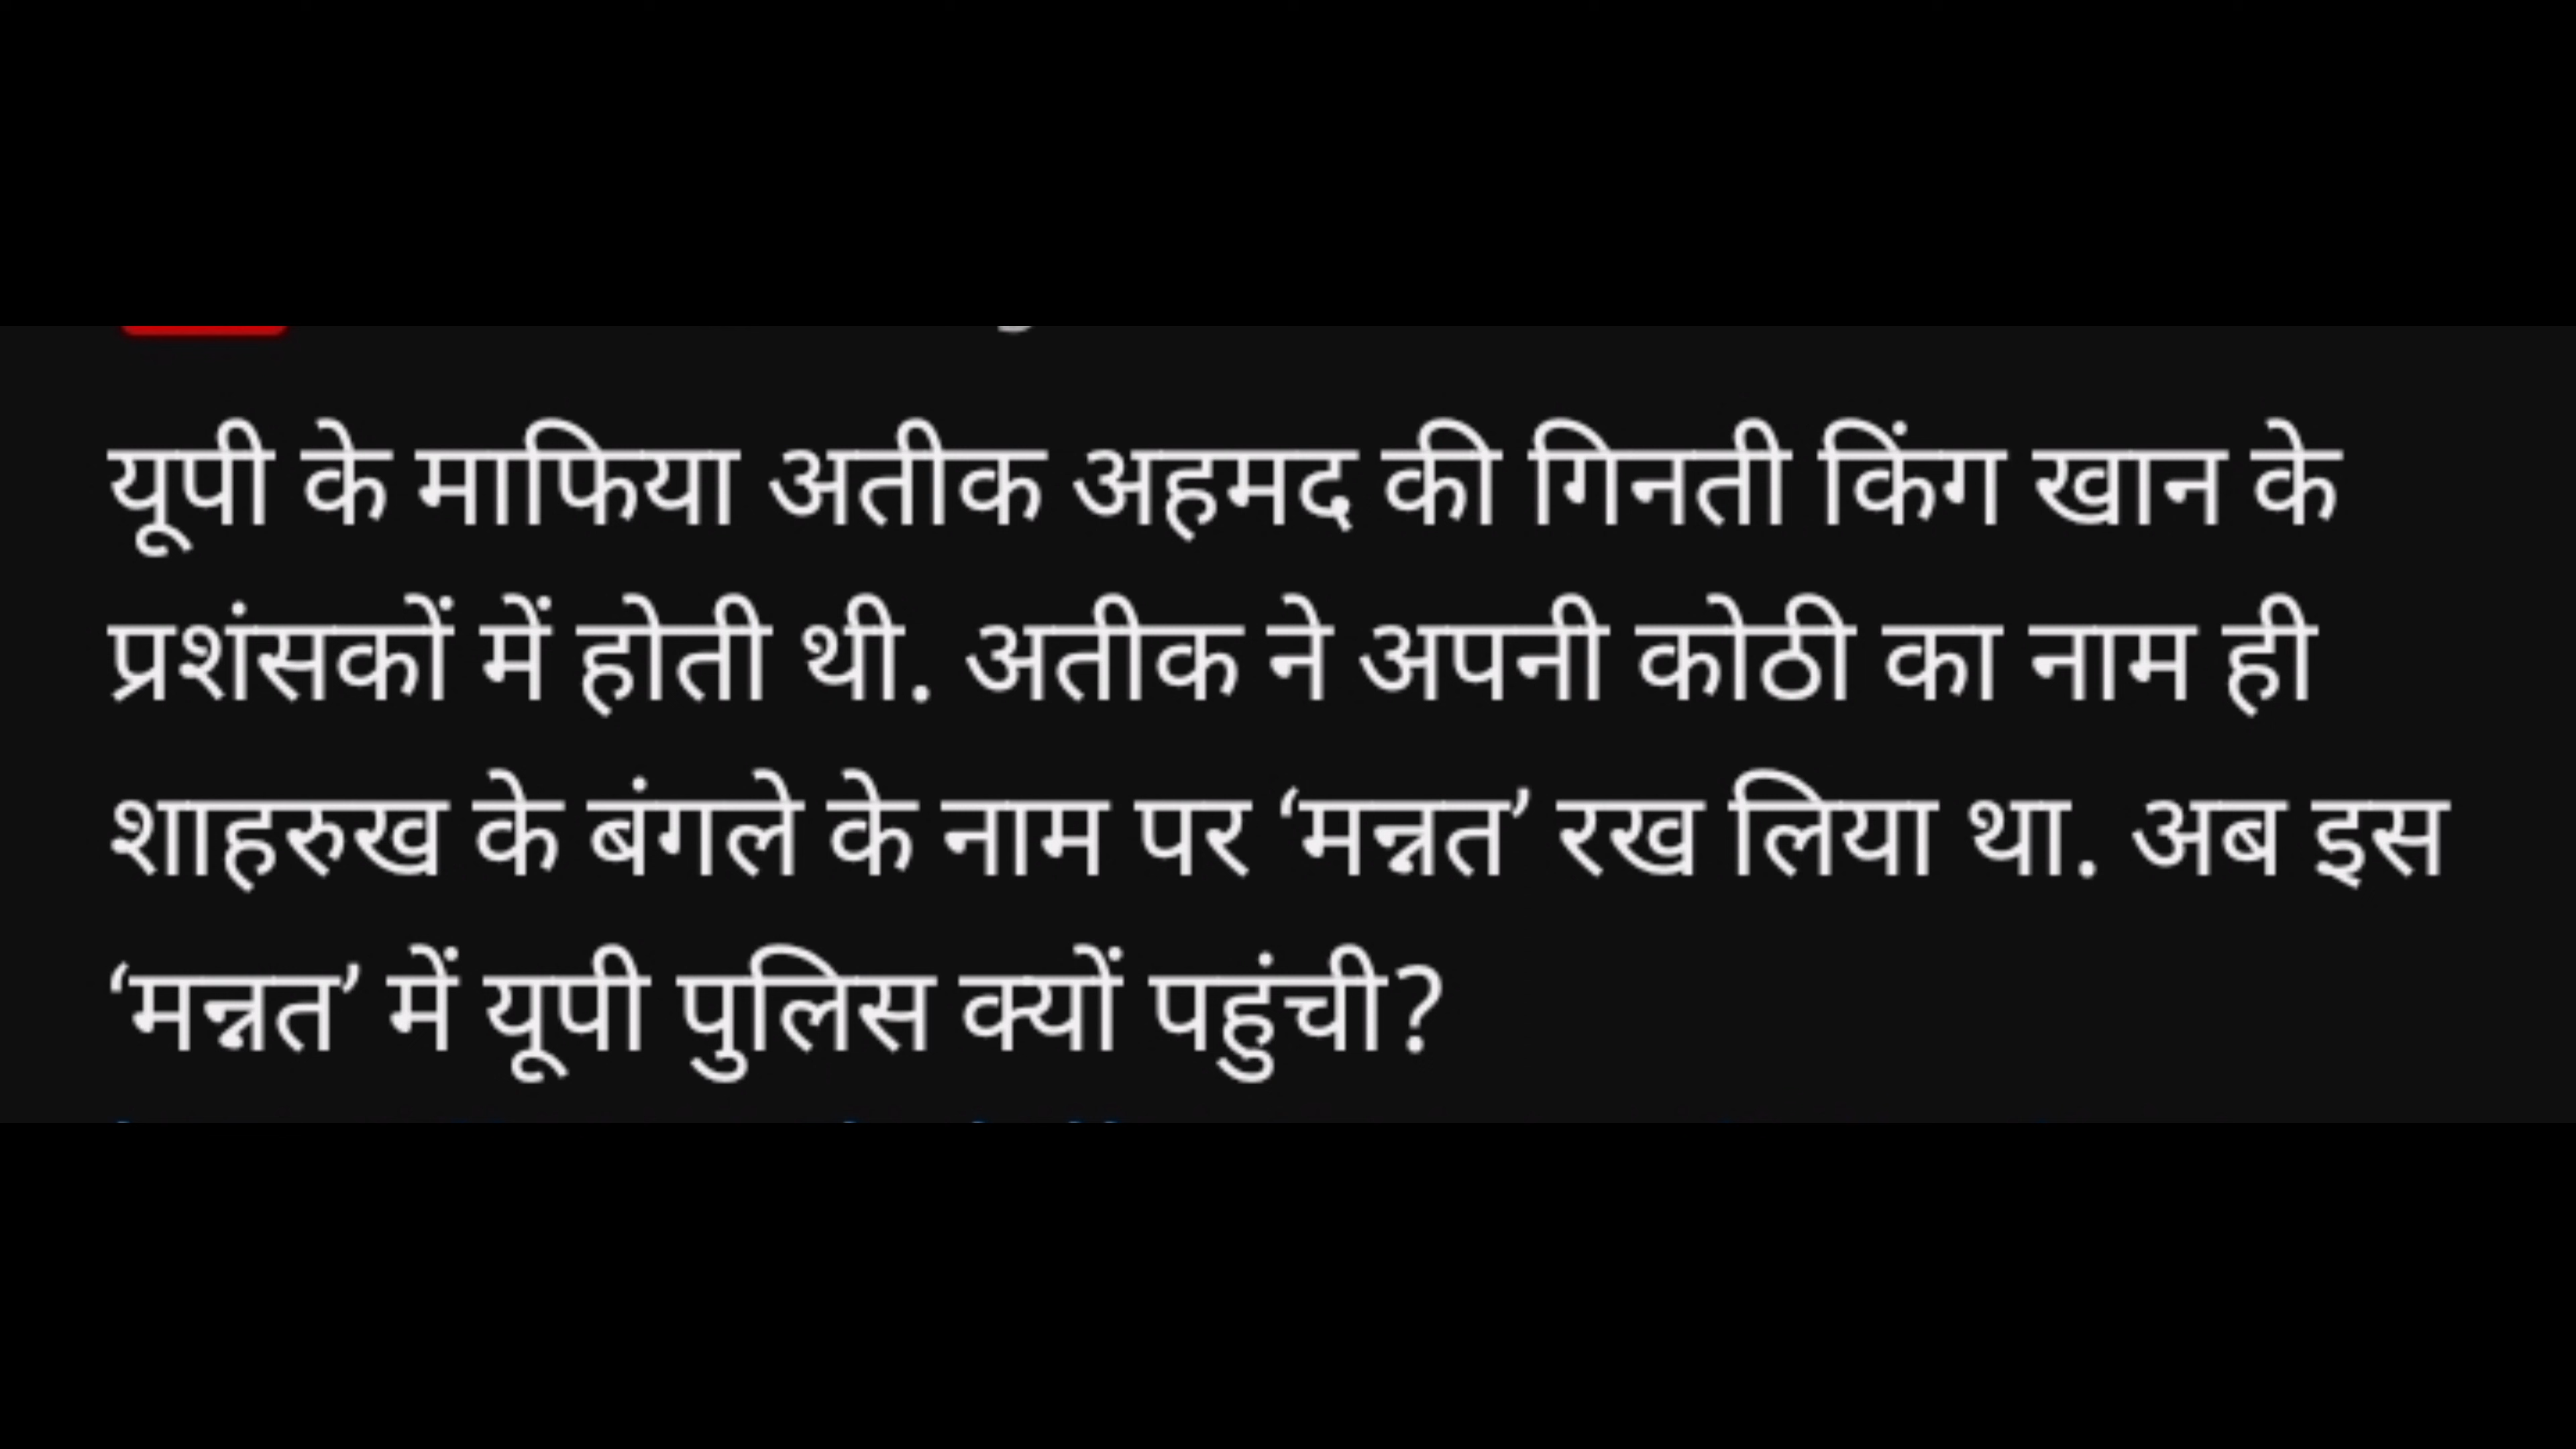 यूपी के माफिया अतीक अहमद की गिनती किंग खान के
प्रशंसकों में होती थी. अतीक ने अपनी कोठी का नाम ही
शाहरुख के बंगले के नाम पर ‘मन्नत’ रख लिया था. अब इस
‘मन्नत’ में यूपी पुलिस क्यों पहुंची?